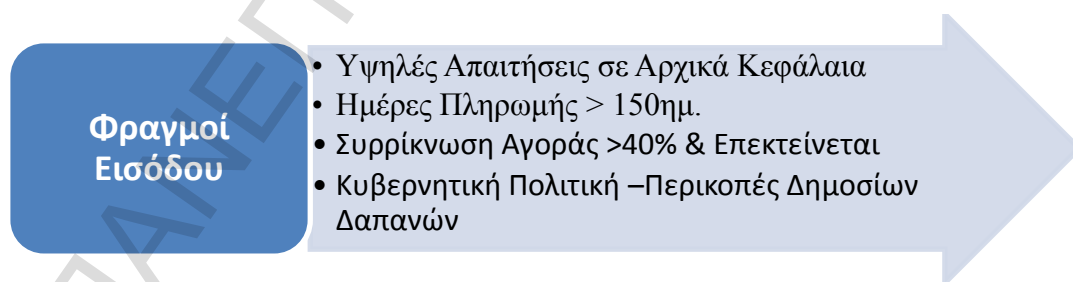 Φραγμοί
Εισόδου
• Υψηλές Απαιτήσεις σε Αρχικά Κεφάλαια
• Ημέρες Πληρωμής > 150ημ.
• Συρρίκνωση Αγοράς >40% & Επεκτείνεται
• Κυβερνητική Πολιτική –Περικοπές Δημοσίων
Δαπανών